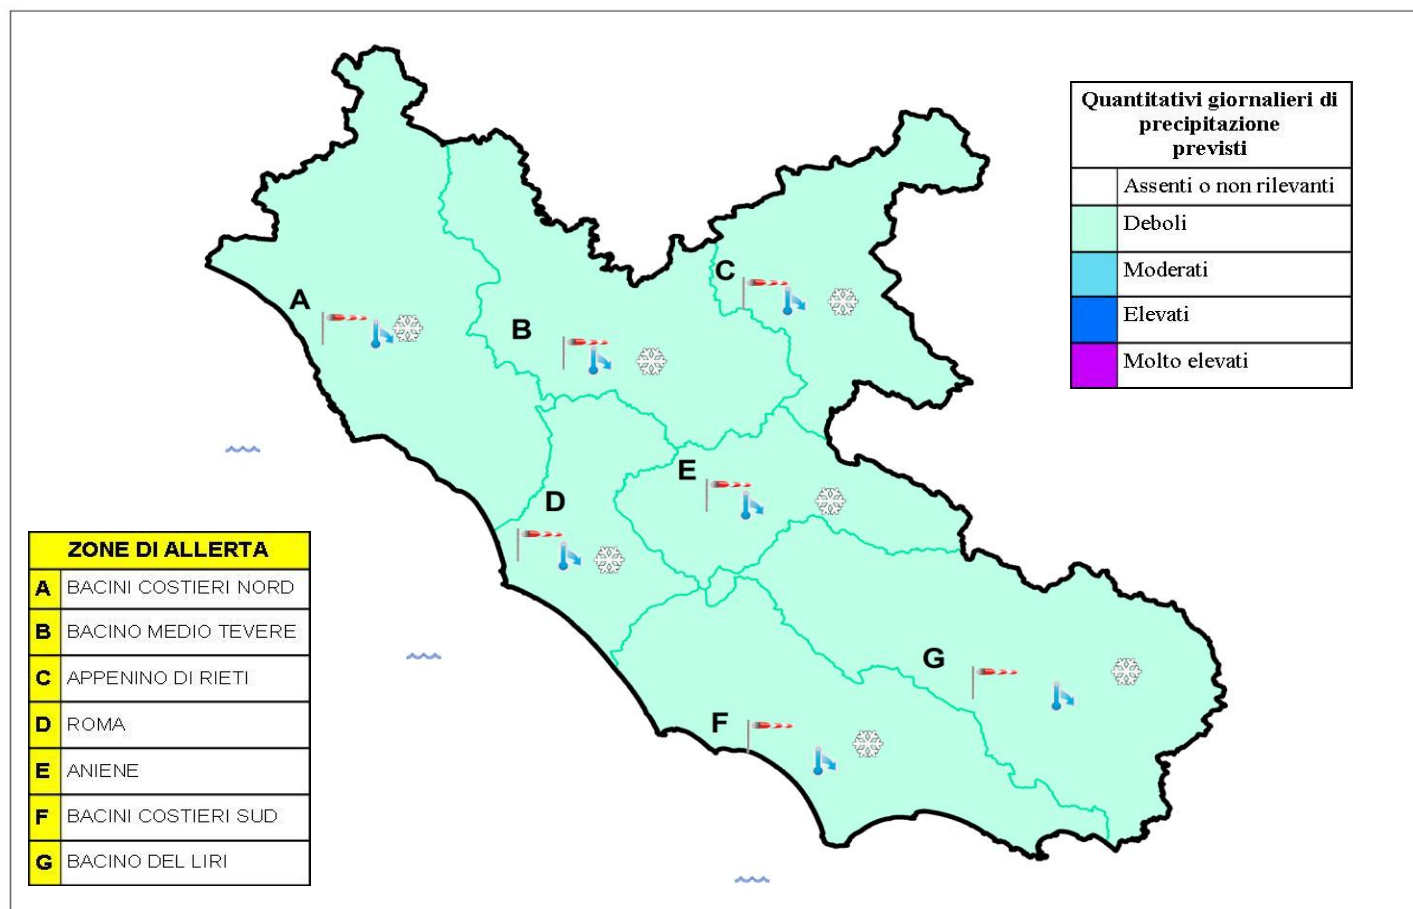 Quantitativi giornalieri di
precipitazione
previsti
Assenti o non rilevanti
Deboli
Moderati
Elevati
Molto elevati
A
B
C
D
E
F
G
ZONE DI ALLERTA
A BACINI COSTIERI NORD
B BACINO MEDIO TEVERE
C APPENINO DI RIETI
D ROMA
E ANIENE
F BACINI COSTIERI SUD
G BACINO DEL LIRI